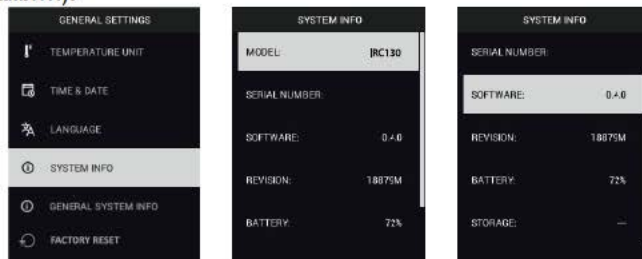 GENERAL SETTINGS
TEMPERATURE UNIT
TIME & DATE
LANGUAGE
SYSTEM INFO
GENERAL SYSTEM INFO
FACTORY RESET
SYSTEM INFO
MODEL: IRC130
SERIAL NUMBER:
SOFTWARE: 0.4.0
REVISION: 18879M
BATTERY: 72%
SYSTEM INFO
SERIAL NUMBER:
SOFTWARE: 0.4.0
REVISION: 18879M
BATTERY: 72%
STORAGE: —